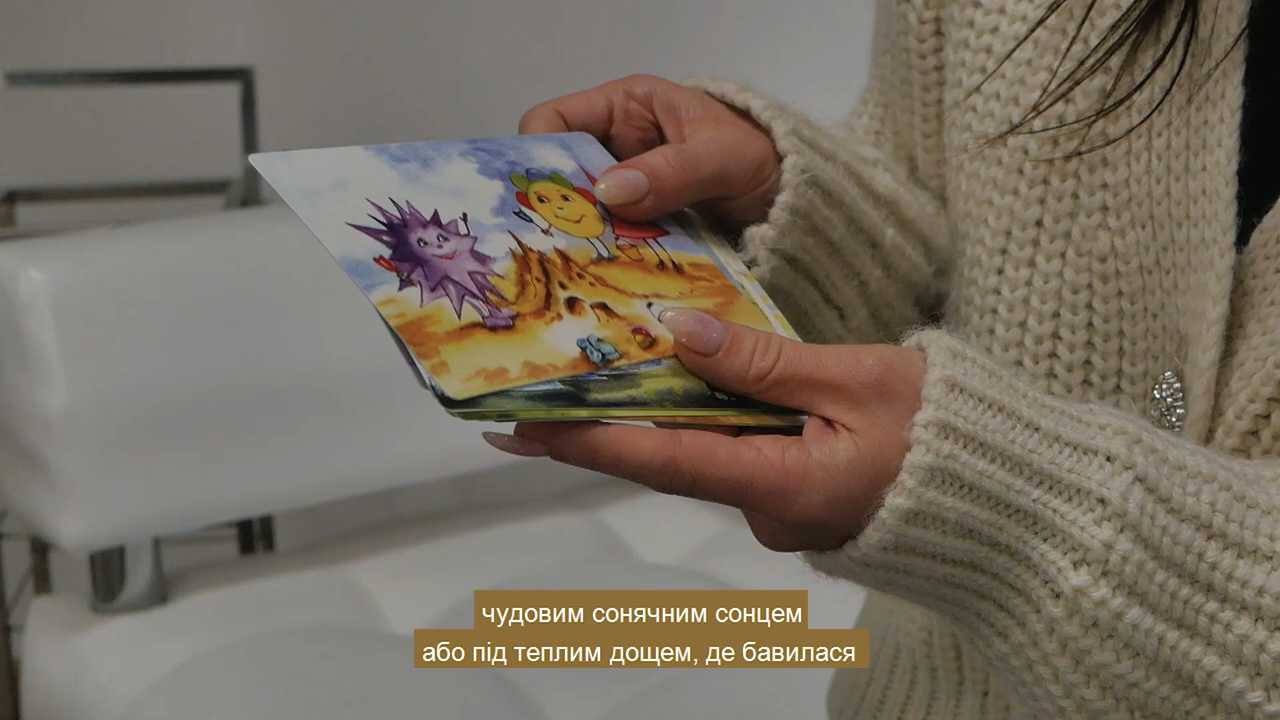 чудовим сонячним сонцем
або під теплим дощем, де бавилася